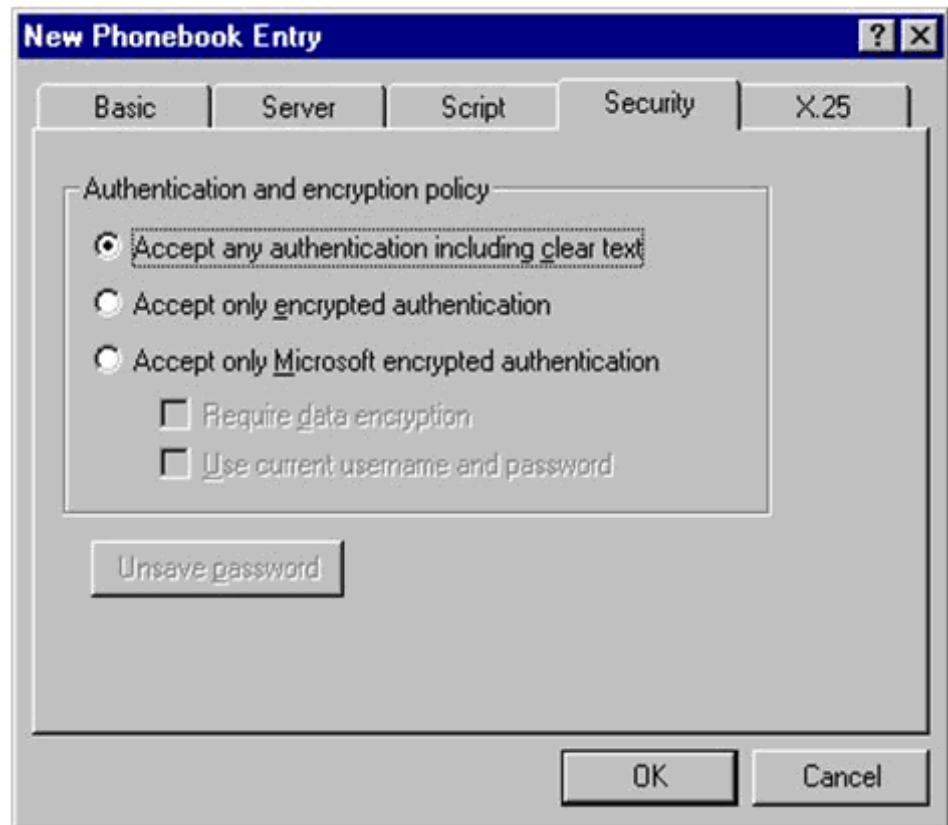 New Phonebook Entry
Basic Server Script Security X.25
Authentication and encryption policy
Accept any authentication including clear text
Accept only encrypted authentication
Accept only Microsoft encrypted authentication
Require data encryption
Use current username and password
Unsave password
OK Cancel